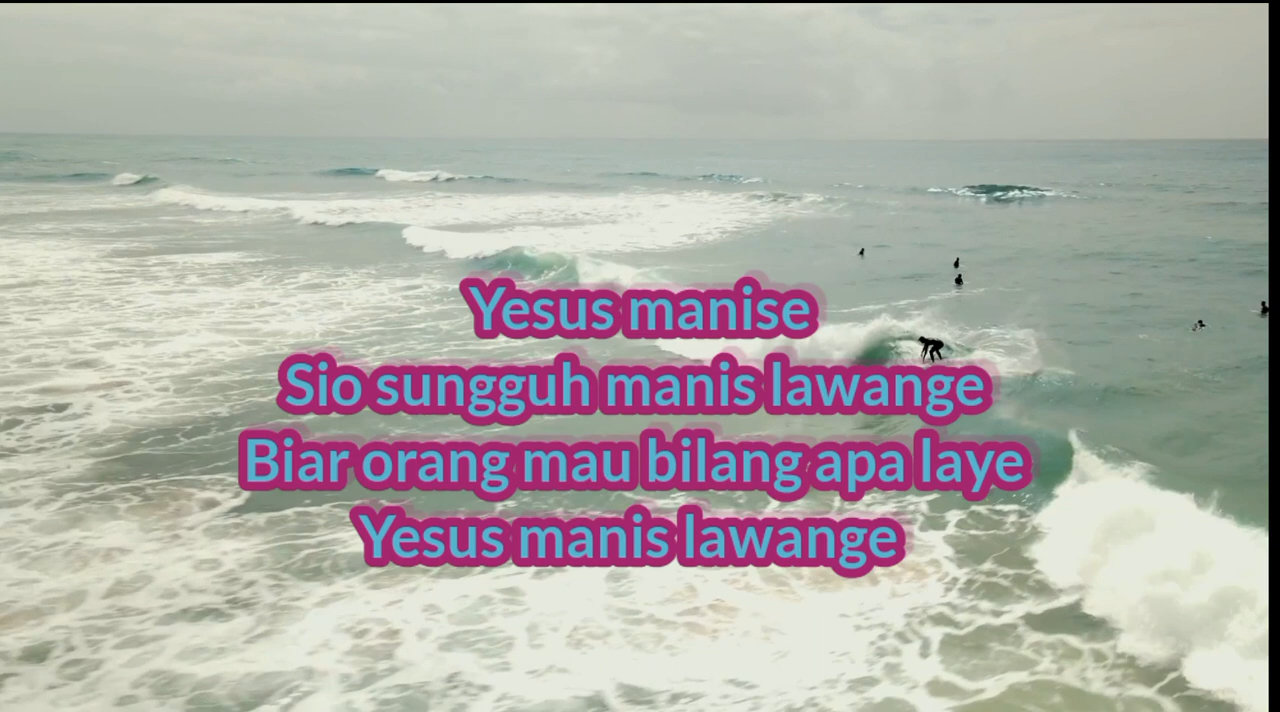 Yesus manise
Sio sungguh manis lawange
Biar orang mau bilang apa laye
Yesus manis lawange